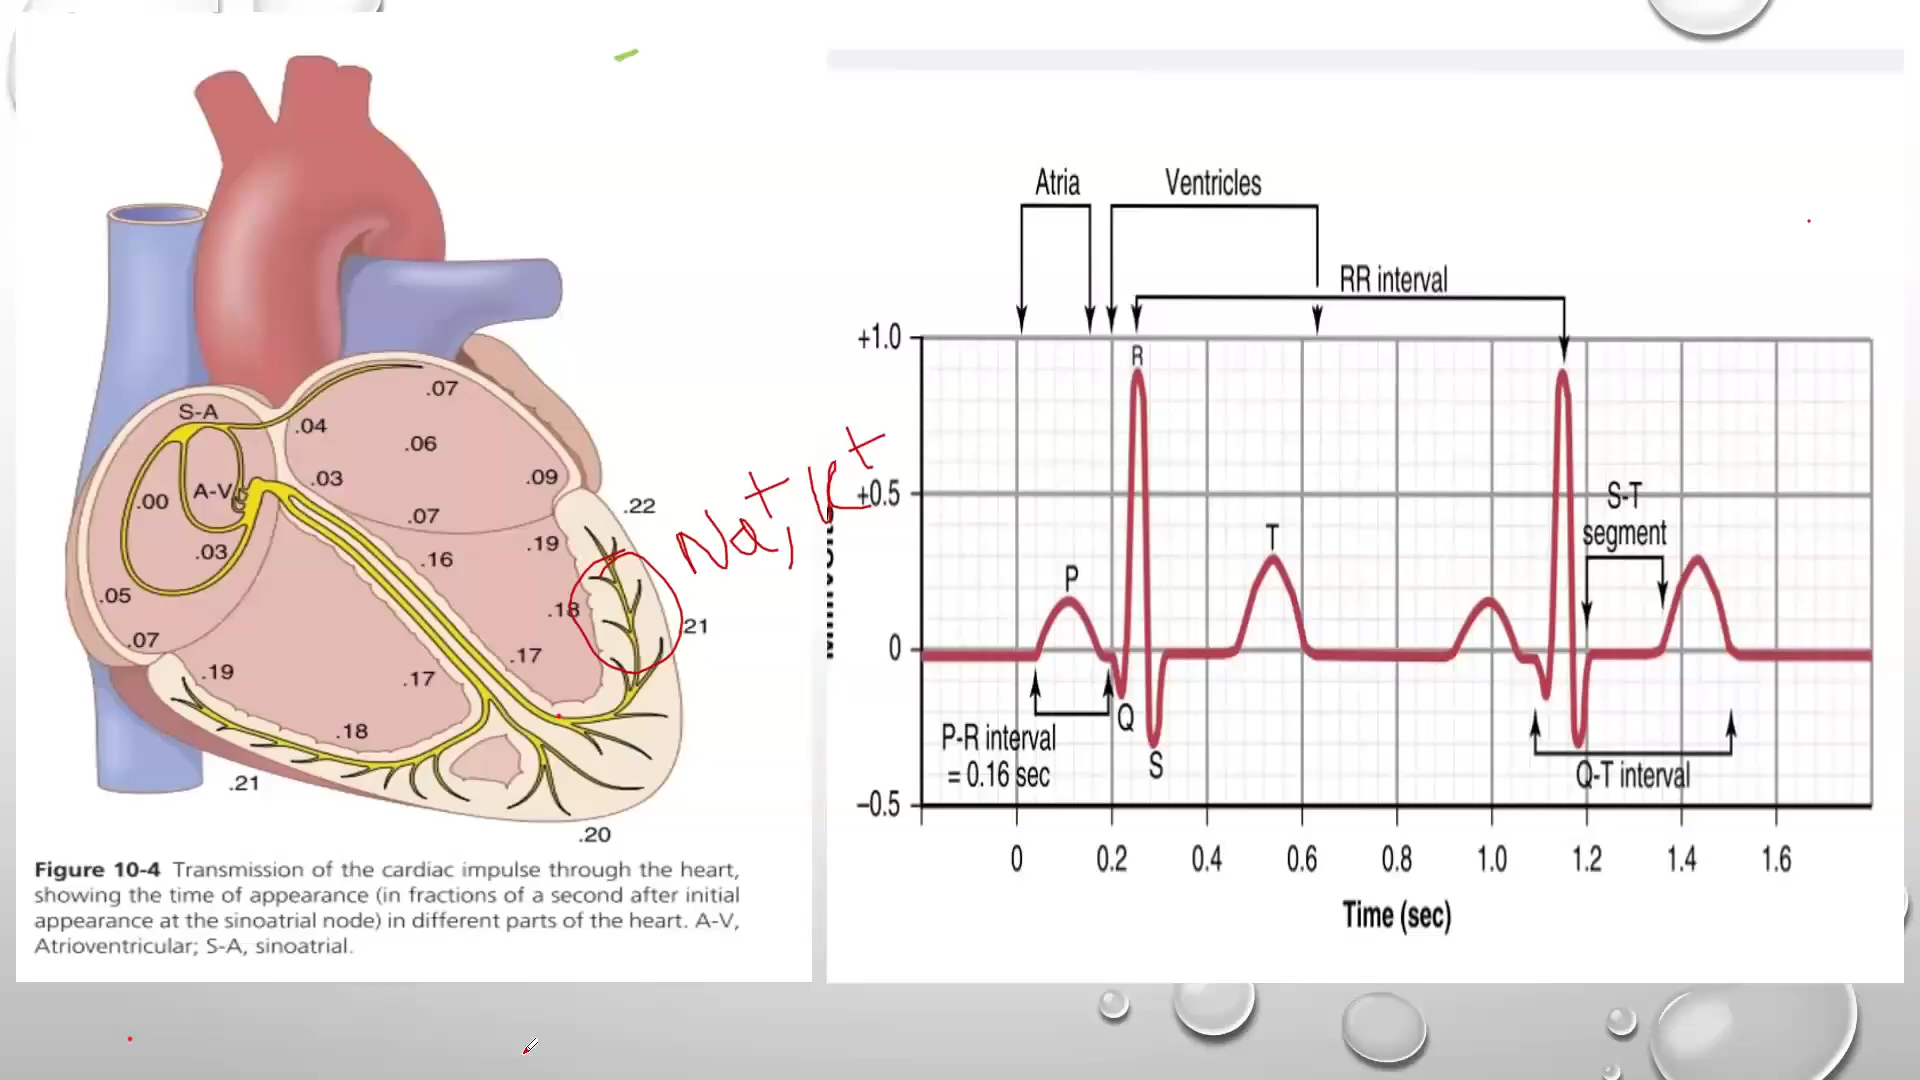 S-A
.07
.04
.06
.03
.09
.00
A-V
.07
.22
.03
.16
.19
.05
.18
21
.07
.17
.19
.17
.18
.21
.20
Na+, K+
Figure 10-4 Transmission of the cardiac impulse through the heart,
showing the time of appearance (in fractions of a second after initial
appearance at the sinoatrial node) in different parts of the heart. A-V,
Atrioventricular; S-A, sinoatrial.
Atria
Ventricles
RR interval
+1.0
R
+0.5
S-T
segment
T
P
0
Q
P-R interval
= 0.16 sec
S
Q-T interval
–0.5
0 0.2 0.4 0.6 0.8 1.0 1.2 1.4 1.6
Time (sec)